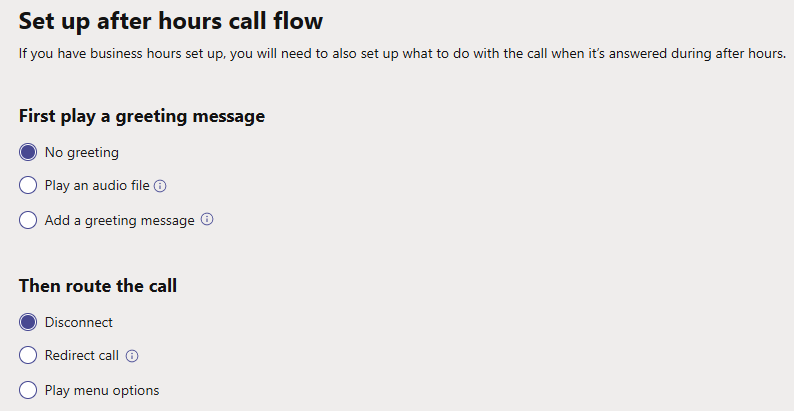 Set up after hours call flow
If you have business hours set up, you will need to also set up what to do with the call when it's answered during after hours.
First play a greeting message
No greeting
Play an audio file
Add a greeting message
Then route the call
Disconnect
Redirect call
Play menu options